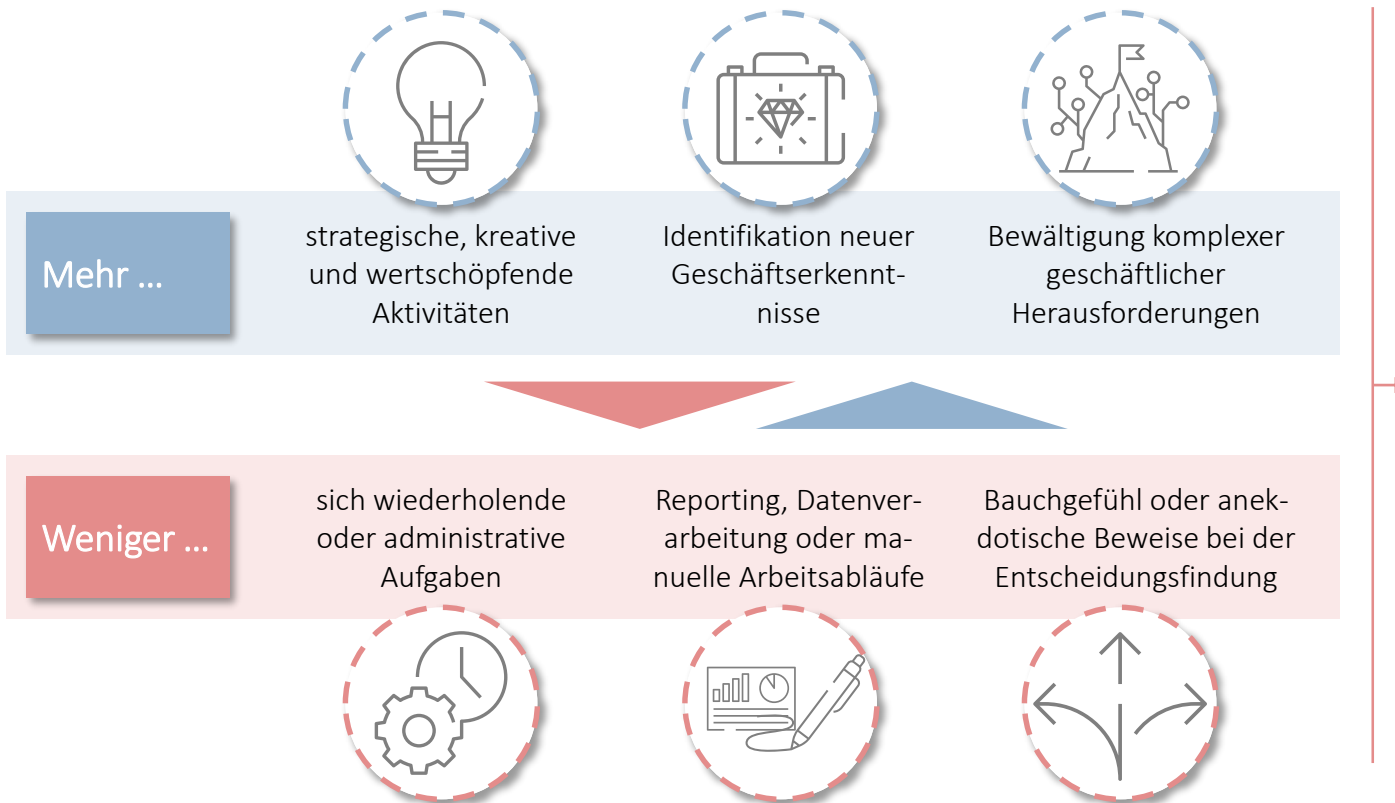 Mehr ...
strategische, kreative
und wertschöpfende
Aktivitäten
Identifikation neuer
Geschäftserkennt-
nisse
Bewältigung komplexer
geschäftlicher
Herausforderungen
Weniger ...
sich wiederholende
oder administrative
Aufgaben
Reporting, Datenver-
arbeitung oder ma-
nuelle Arbeitsabläufe
Bauchgefühl oder anek-
dotische Beweise bei der
Entscheidungsfindung